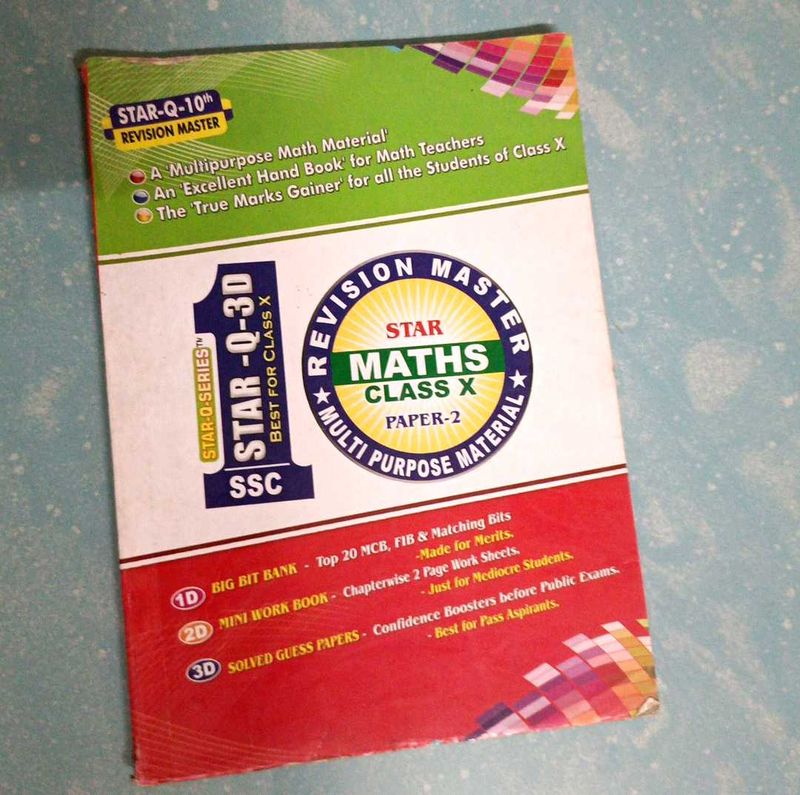 STAR-Q-10th
REVISION MASTER
A 'Multipurpose Math Material'
An 'Excellent Hand Book' for Math Teachers
The 'True Marks Gainer' for all the Students of Class X
STAR-Q-SERIES™
STAR -Q-3D
BEST FOR CLASS X
SSC
REVISION MASTER
STAR
MATHS
CLASS X
PAPER-2
★ MULTI PURPOSE MATERIAL ★
1D BIG BIT BANK - Top 20 MCB, FIB & Matching Bits
-Made for Merits.
2D MINI WORK BOOK - Chapterwise 2 Page Work Sheets.
- Just for Mediocre Students.
3D SOLVED GUESS PAPERS - Confidence Boosters before Public Exams.
- Best for Pass Aspirants.